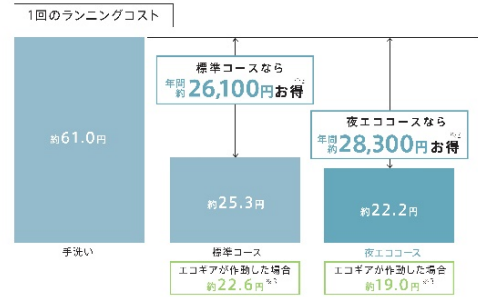 1回のランニングコスト
標準コースなら
年間約26,100円お得※2
夜エココースなら
年間約28,300円お得※2
約61.0円
約25.3円
約22.2円
手洗い
標準コース
夜エココース
エコギアが作動した場合
約22.6円※3
エコギアが作動した場合
約19.0円※3